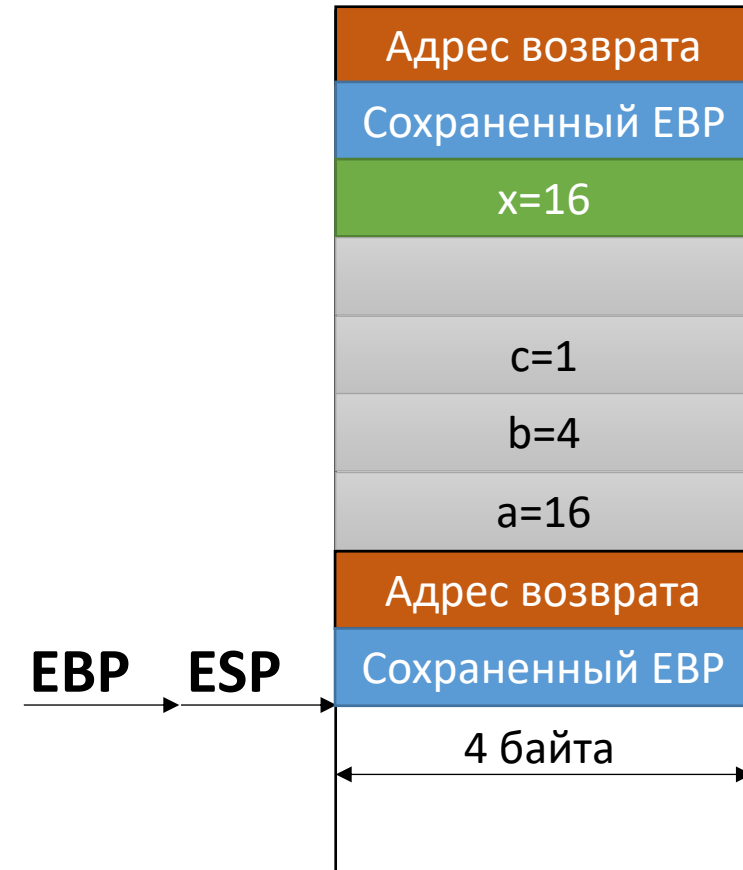 Адрес возврата
Сохраненный EBP
x=16
c=1
b=4
a=16
Адрес возврата
EBP ESP Сохраненный EBP
4 байта